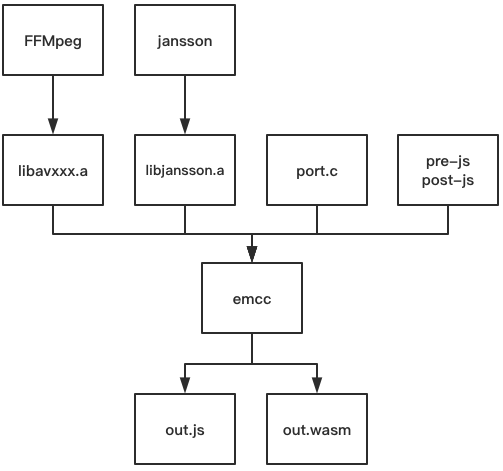 FFMpeg
jansson
libavxxx.a
libjansson.a
port.c
pre-js
post-js
emcc
out.js
out.wasm